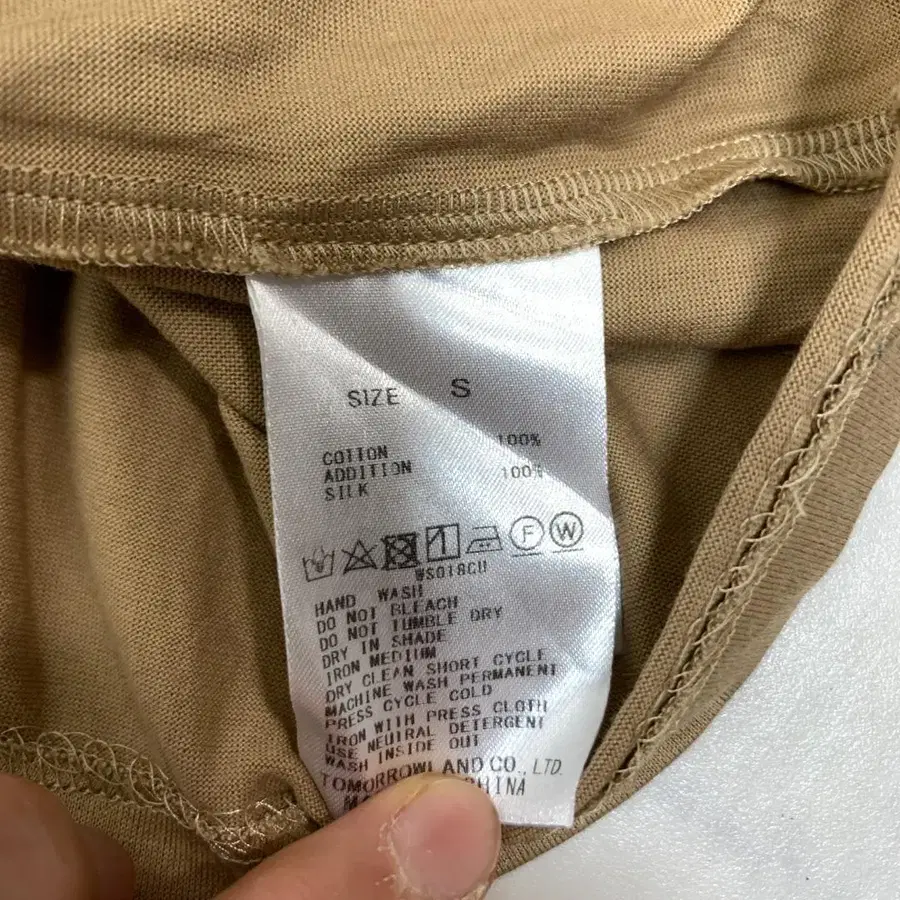 SIZE S
COTTON 100%
ADDITION
SILK 100%
F W
WS018CU
HAND WASH
DO NOT BLEACH
DO NOT TUMBLE DRY
DRY IN SHADE
IRON MEDIUM
DRY CLEAN SHORT CYCLE
MACHINE WASH PERMANENT
PRESS CYCLE COLD
IRON WITH PRESS CLOTH
USE NEUTRAL DETERGENT
WASH INSIDE OUT
TOMORROWLAND CO., LTD.
CHINA